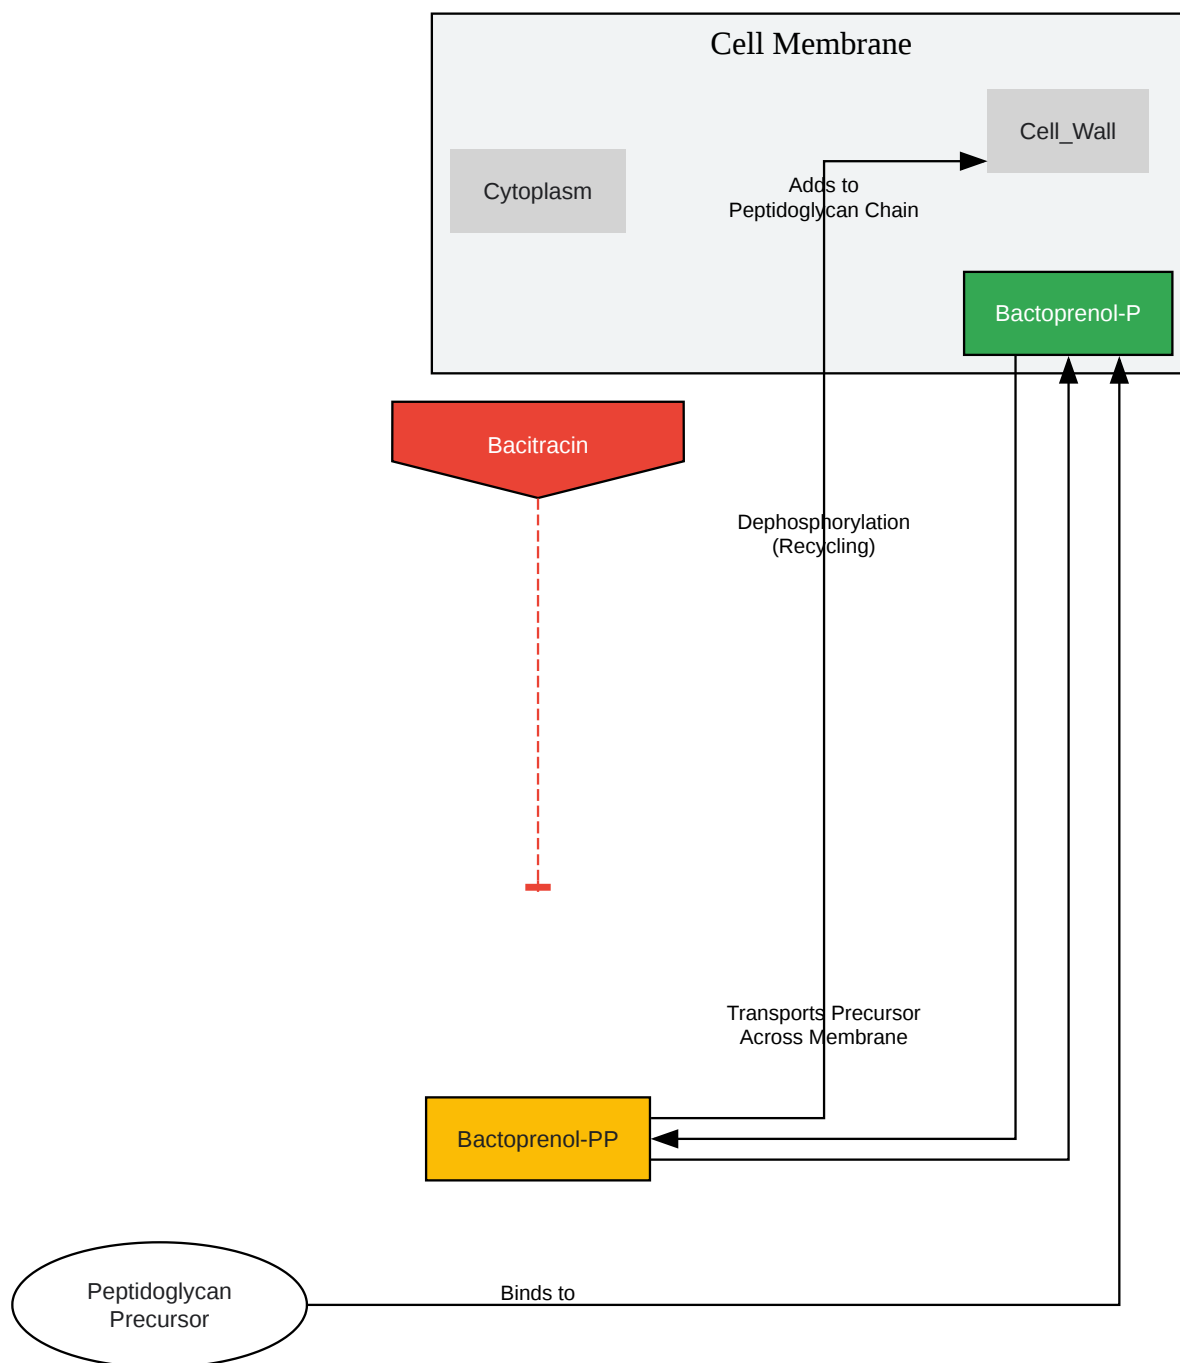 Cell Membrane
Cell_Wall
Cytoplasm
Adds to
Peptidoglycan Chain
Bactoprenol-P
Bacitracin
Dephosphorylation
(Recycling)
Transports Precursor
Across Membrane
Bactoprenol-PP
Peptidoglycan
Precursor
Binds to